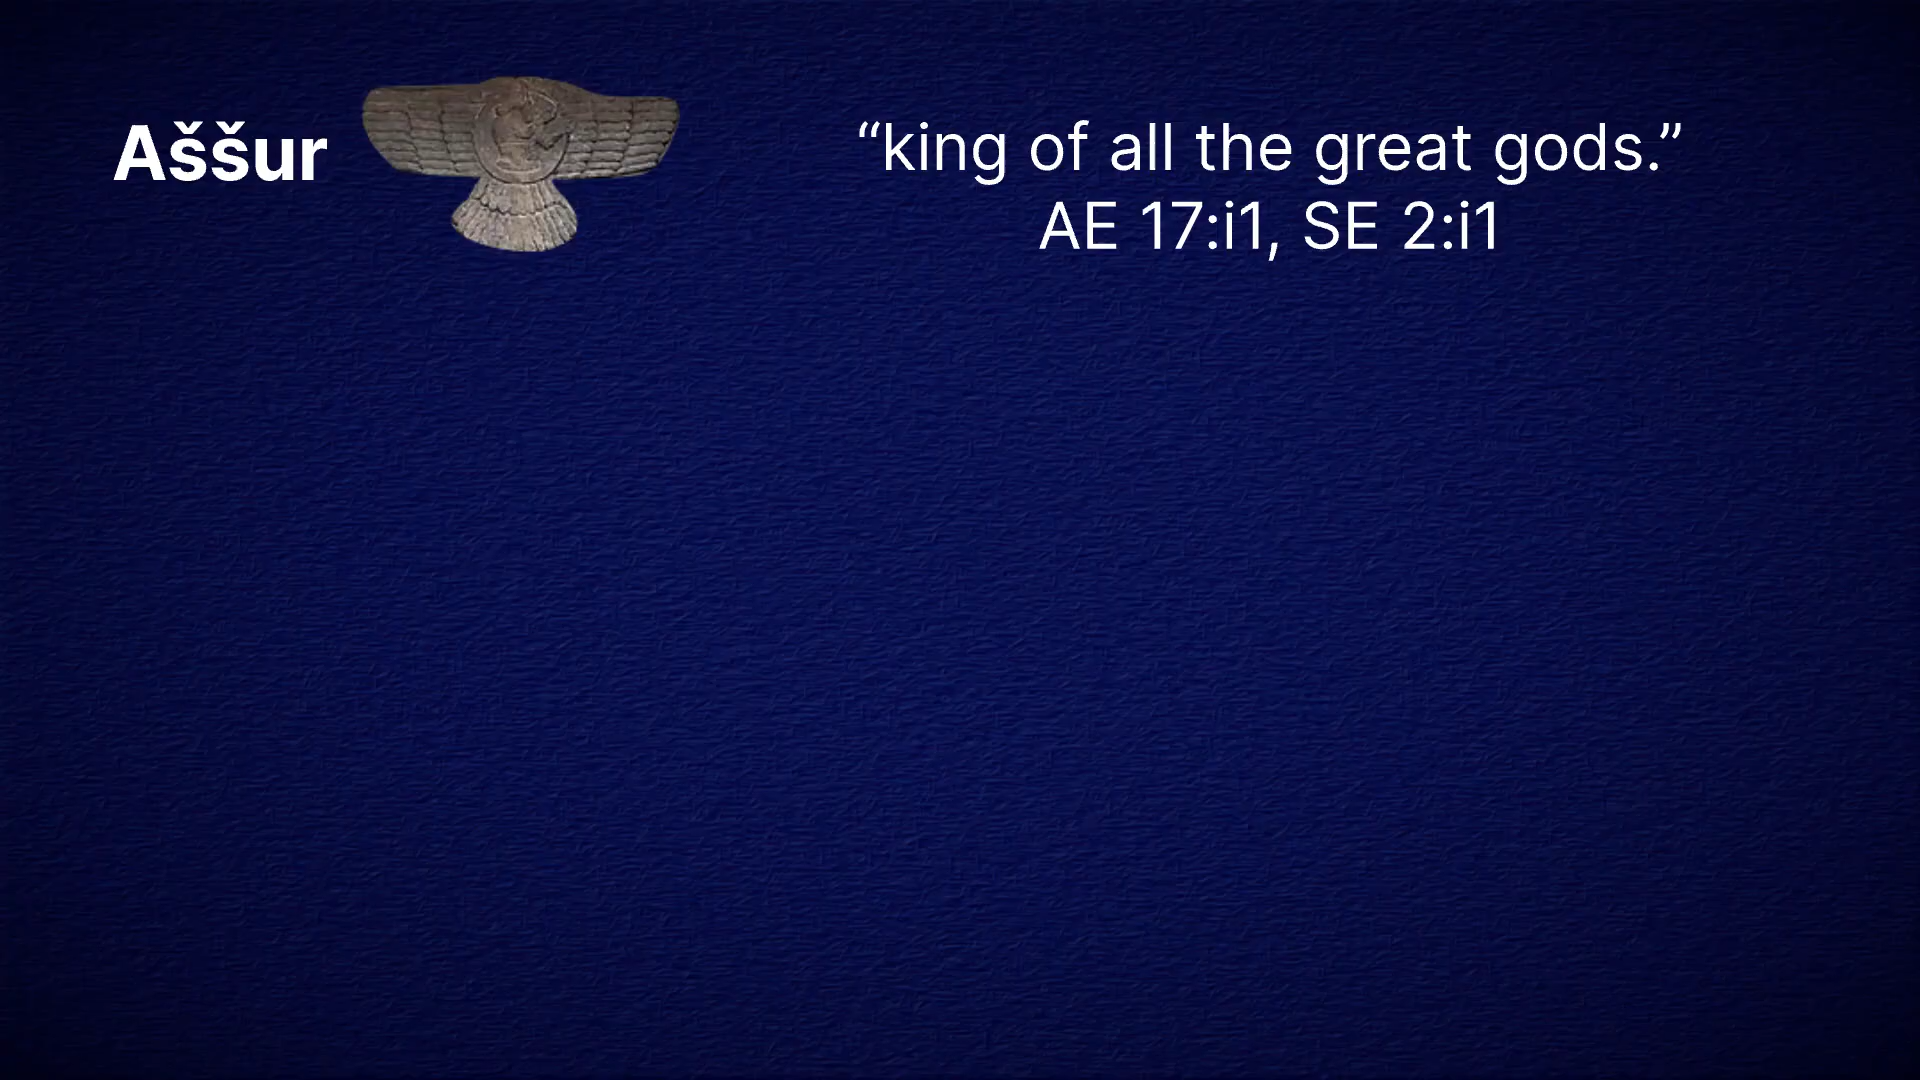 Aššur
“king of all the great gods.”
AE 17:i1, SE 2:i1